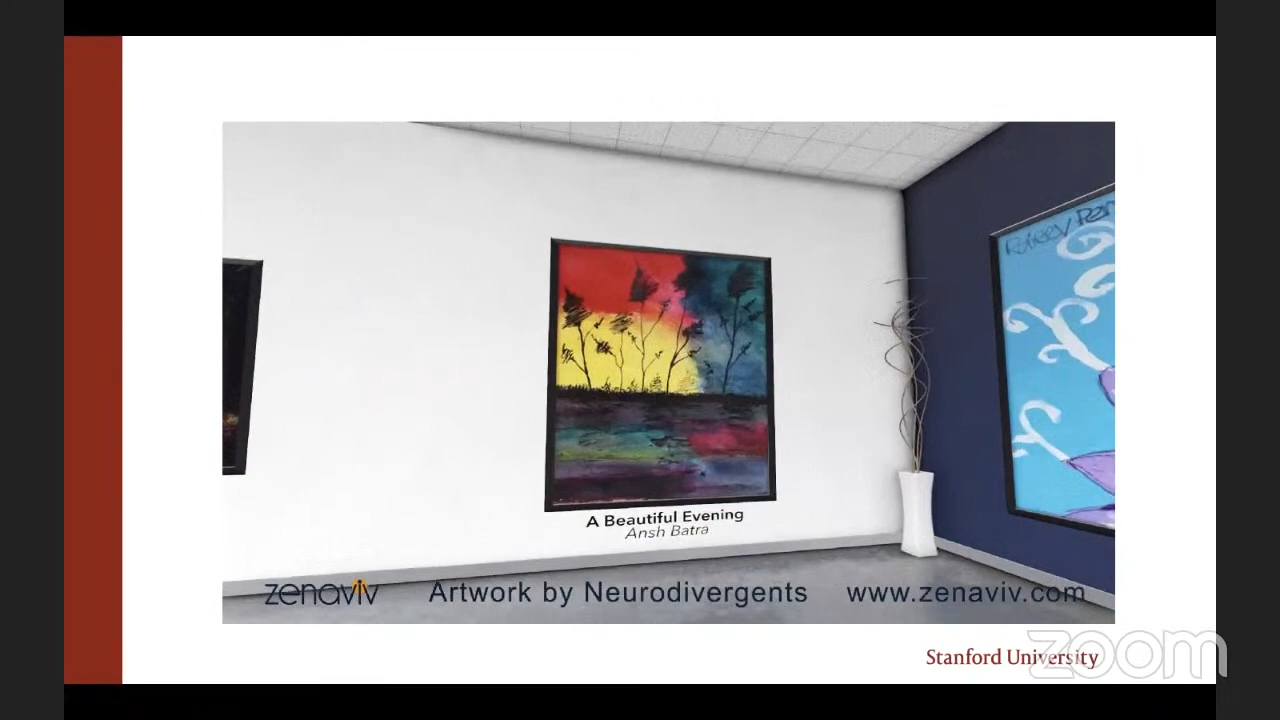 A Beautiful Evening
Ansh Batra
zenaviv Artwork by Neurodivergents www.zenaviv.com
Stanford University
zoom